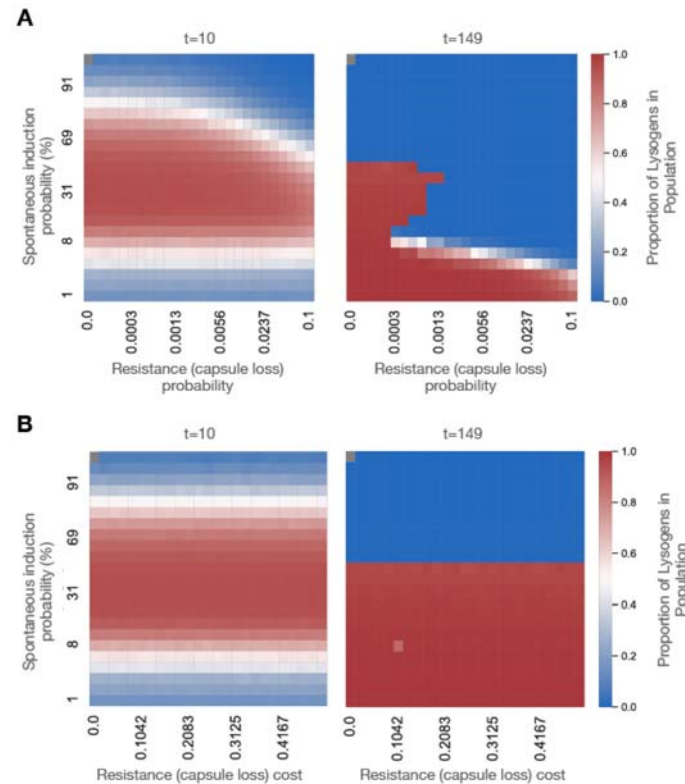 A
t=10
t=149
Spontaneous induction
probability (%)
91
69
31
8
1
0.0
0.0003
0.0013
0.0056
0.0237
0.1
0.0
0.0003
0.0013
0.0056
0.0237
0.1
Resistance (capsule loss)
probability
Resistance (capsule loss)
probability
1.0
0.8
0.6
0.4
0.2
0.0
Proportion of Lysogens in
Population
B
t=10
t=149
Spontaneous induction
probability (%)
91
69
31
8
1
0.0
0.1042
0.2083
0.3125
0.4167
0.0
0.1042
0.2083
0.3125
0.4167
Resistance (capsule loss) cost
Resistance (capsule loss) cost
1.0
0.8
0.6
0.4
0.2
0.0
Proportion of Lysogens in
Population